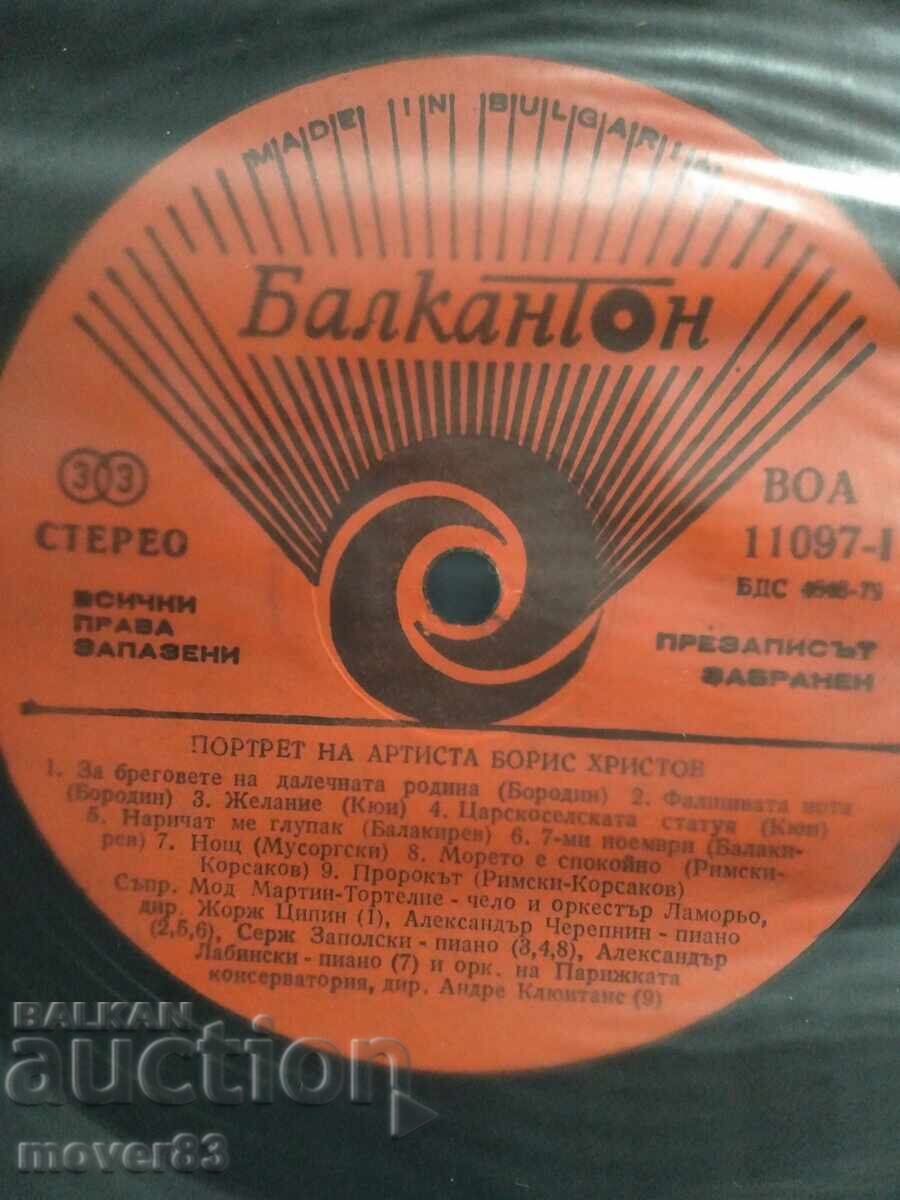 MADE IN BULGARIA
Балкантон
33
СТЕРЕО
ВСИЧНИ
ПРАВА
ЗАПАЗЕНИ
ВОА
11097-I
БДС -75
ПРЕЗАПИСЪТ
ЗАБРАНЕН
ПОРТРЕТ НА АРТИСТА БОРИС ХРИСТОВ
1. За бреговете на далечната родина (Бородин) 2. Фалшивата нота
(Бородин) 3. Желание (Кюи) 4. Царскоселската статуя (Кюи)
5. Наричат ме глупак (Балакирев) 6. 7-ми ноември (Балаки-
рев) 7. Нощ (Мусоргски) 8. Морето е спокойно (Римски-
Корсаков) 9. Пророкът (Римски-Корсаков)
Съпр. Мод Мартин-Тортелие - чело и оркестър Ламорьо,
дир. Жорж Ципин (1), Александър Черепнин - пиано
(2,5,6), Серж Заполски - пиано (3,4,8), Александър
Лабински - пиано (7) и орк. на Парижката
консерватория, дир. Андре Клюитанс (9)
BALKAN
auction
mover83